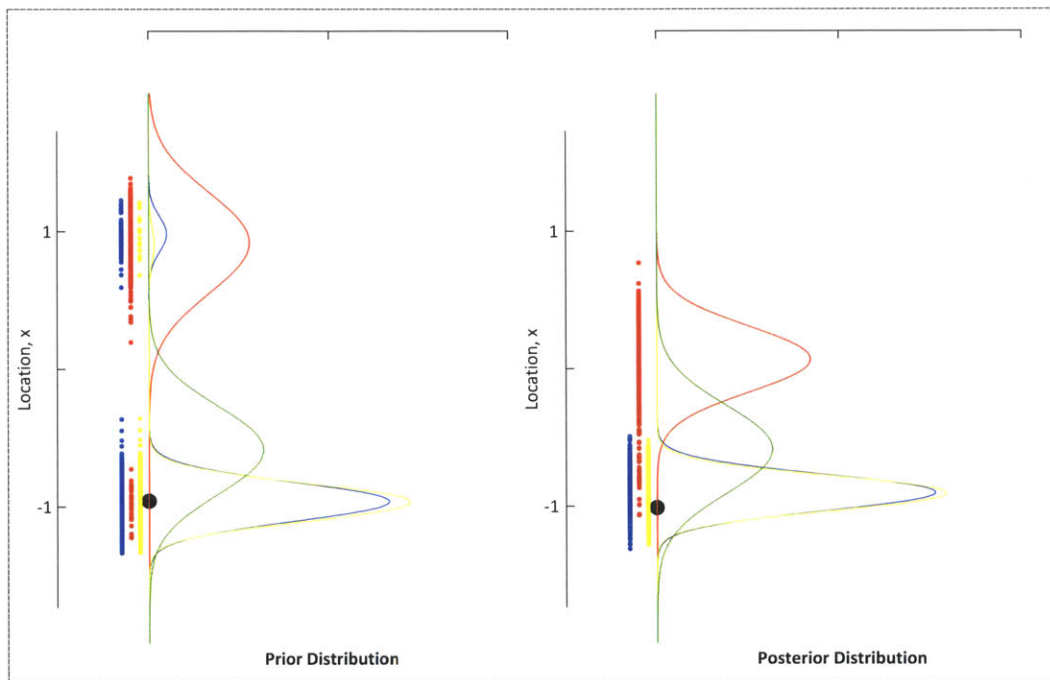 1
Location, x
-1
Prior Distribution
1
Location, x
-1
Posterior Distribution